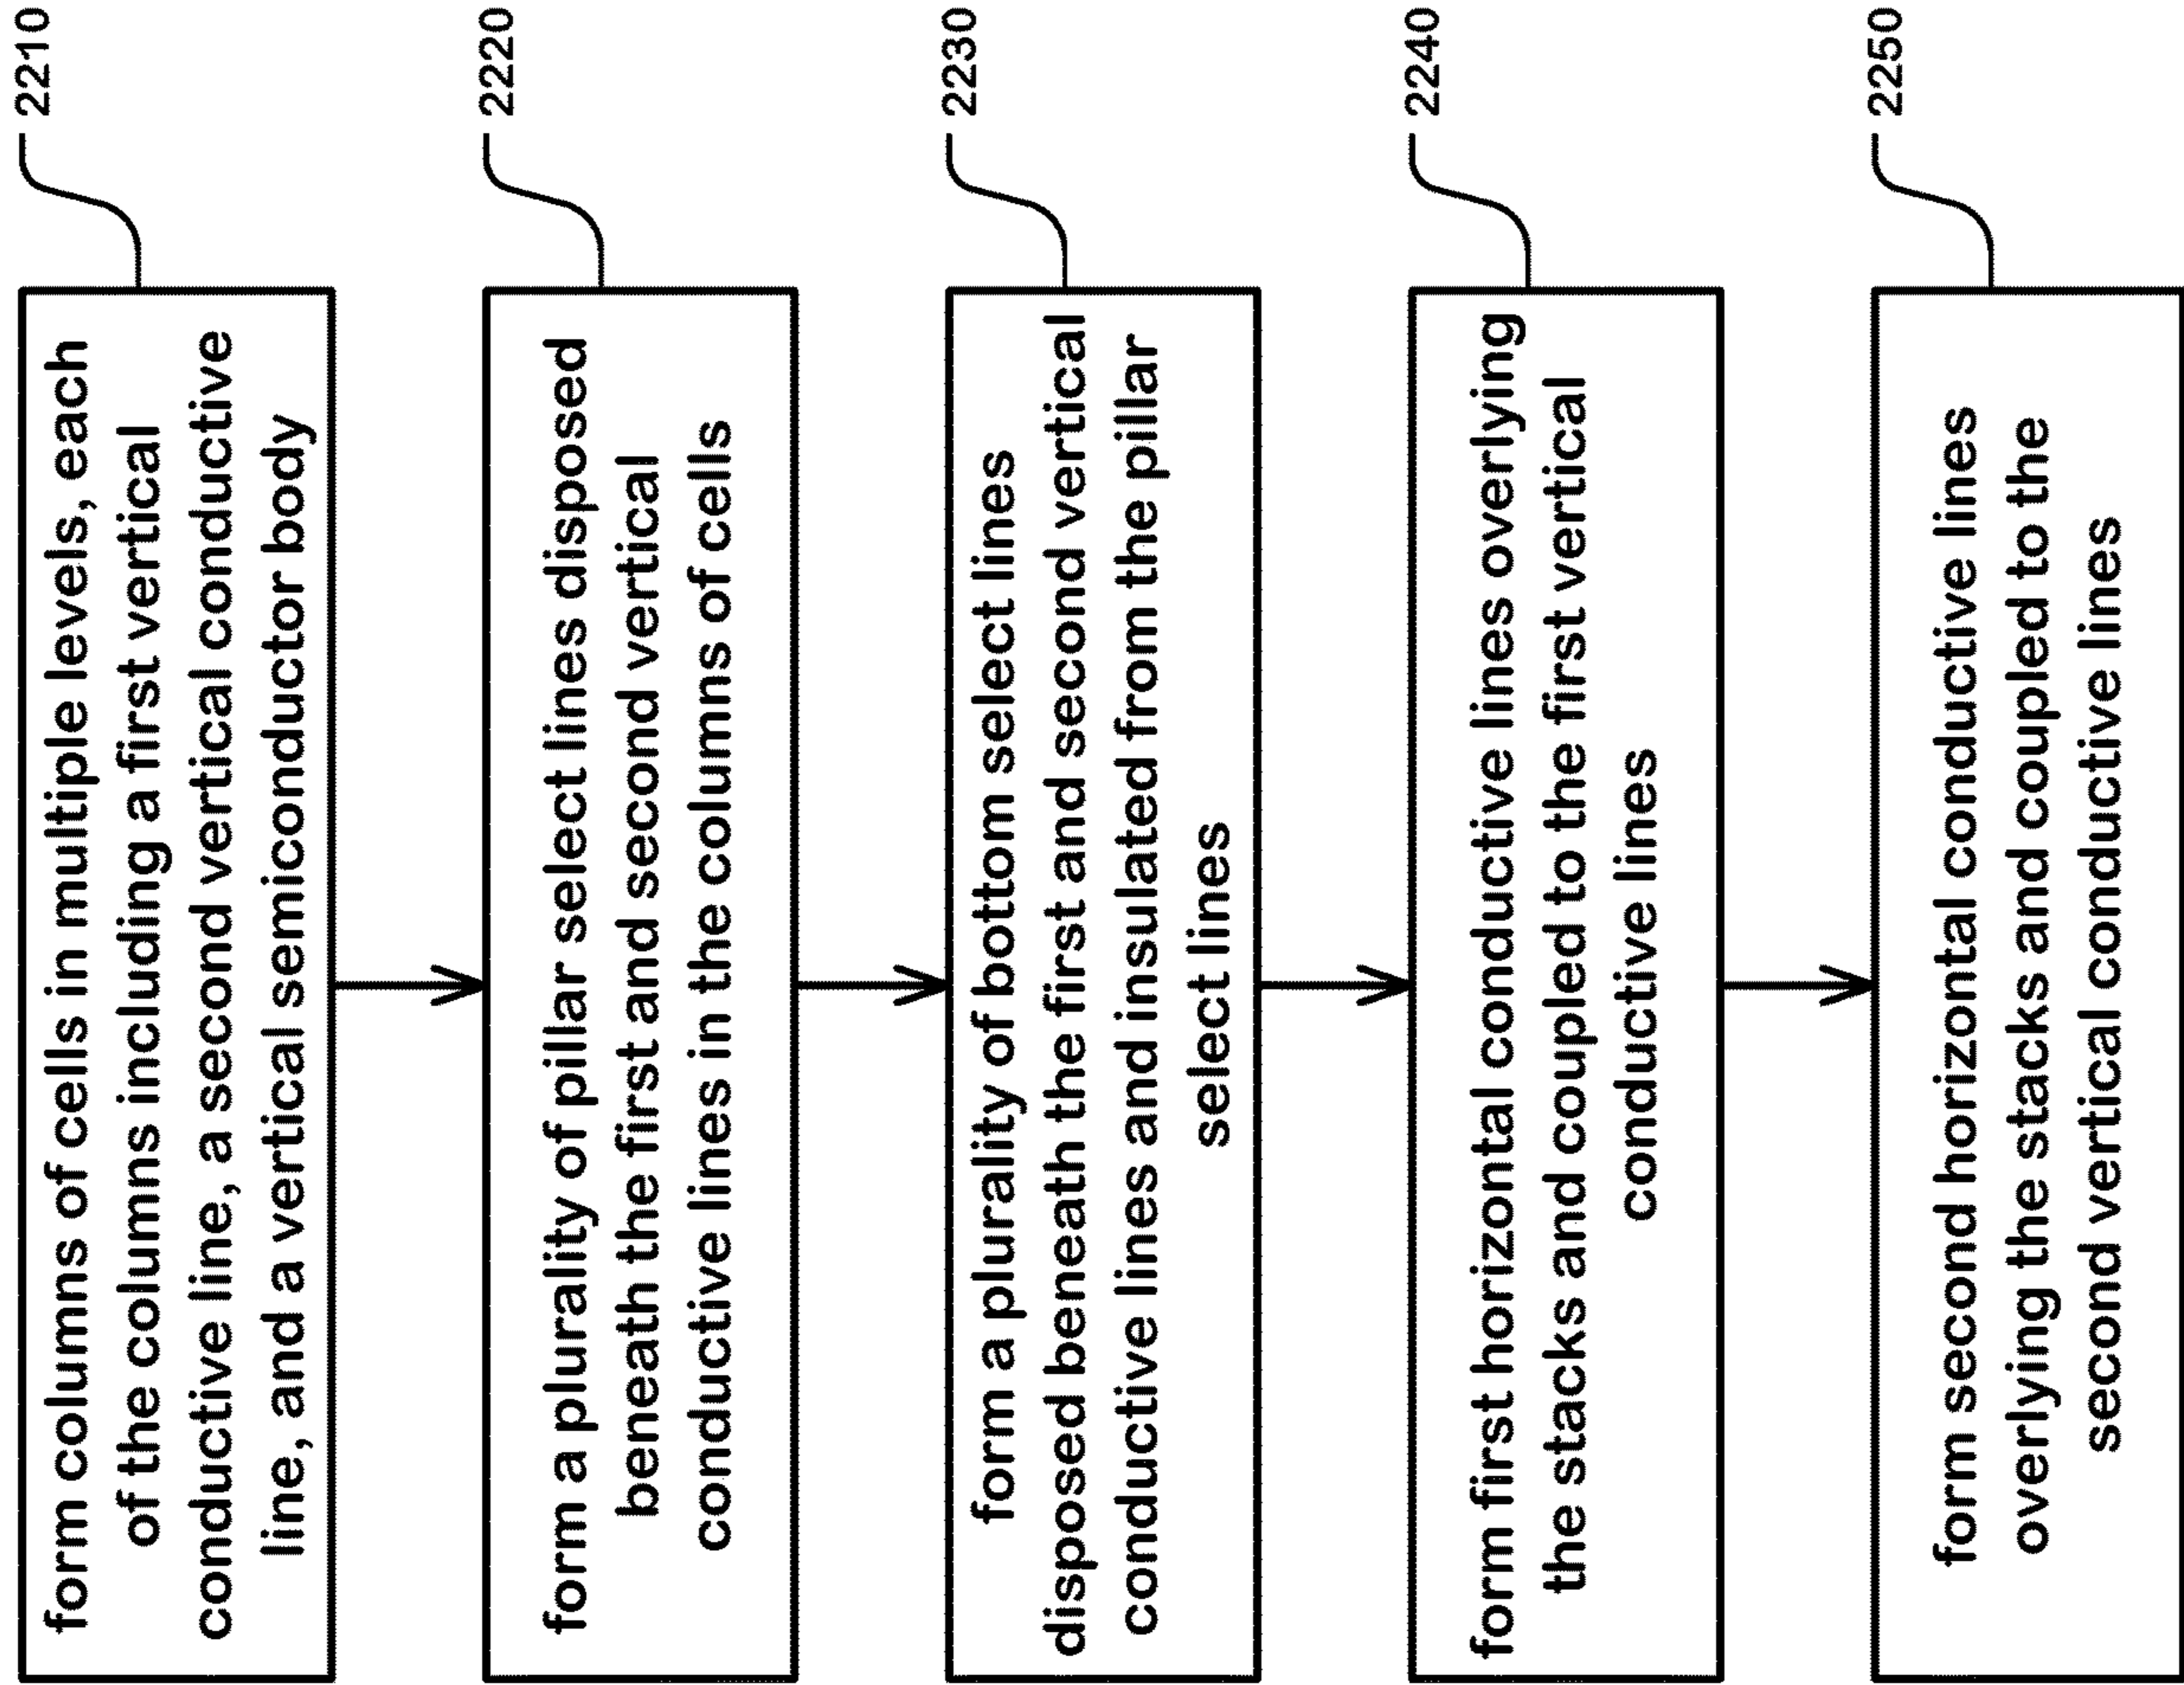 form columns of cells in multiple levels, each
of the columns including a first vertical
conductive line, a second vertical conductive
line, and a vertical semiconductor body
2210
form a plurality of pillar select lines disposed
beneath the first and second vertical
conductive lines in the columns of cells
2220
form a plurality of bottom select lines
disposed beneath the first and second vertical
conductive lines and insulated from the pillar
select lines
2230
form first horizontal conductive lines overlying
the stacks and coupled to the first vertical
conductive lines
2240
form second horizontal conductive lines
overlying the stacks and coupled to the
second vertical conductive lines
2250